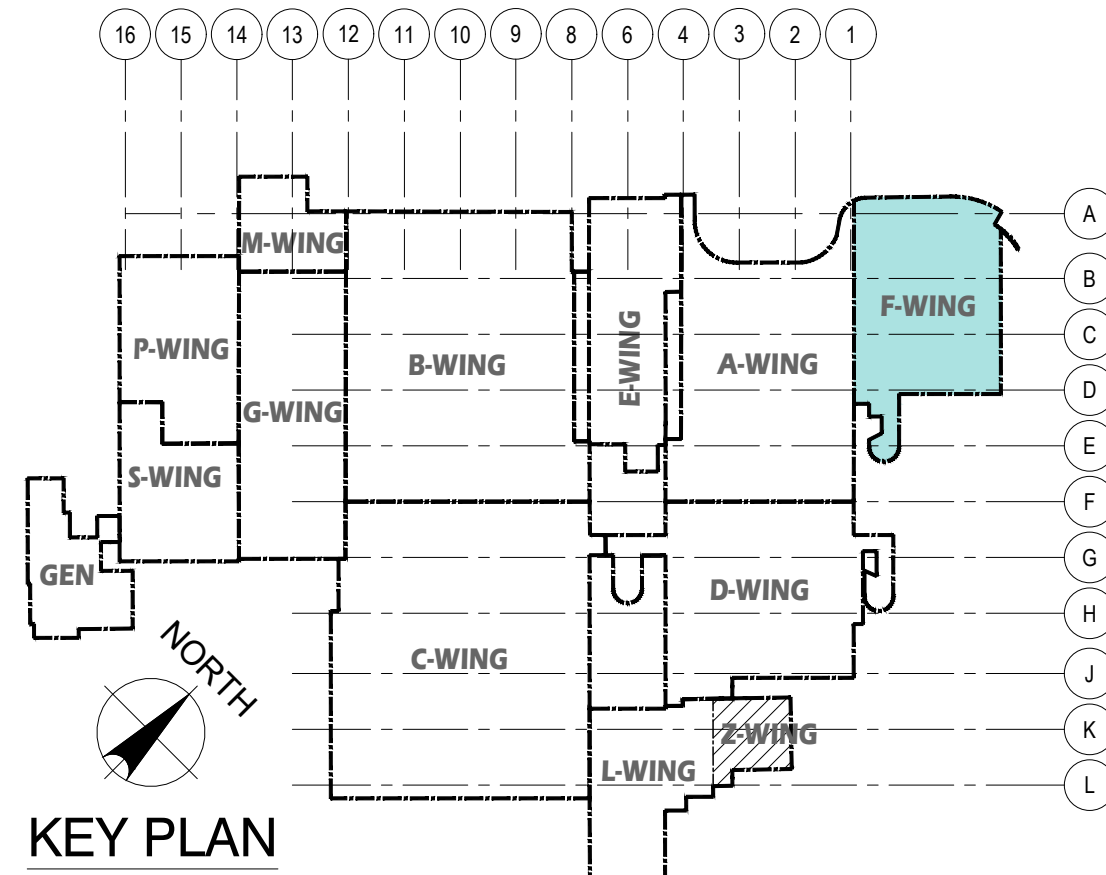 16 15 14 13 12 11 10 9 8 6 4 3 2 1
A
M-WING
B
F-WING
C
P-WING
B-WING
E-WING
A-WING
D
G-WING
E
S-WING
F
G
GEN
D-WING
H
NORTH
C-WING
J
K
Z-WING
L-WING
L
KEY PLAN